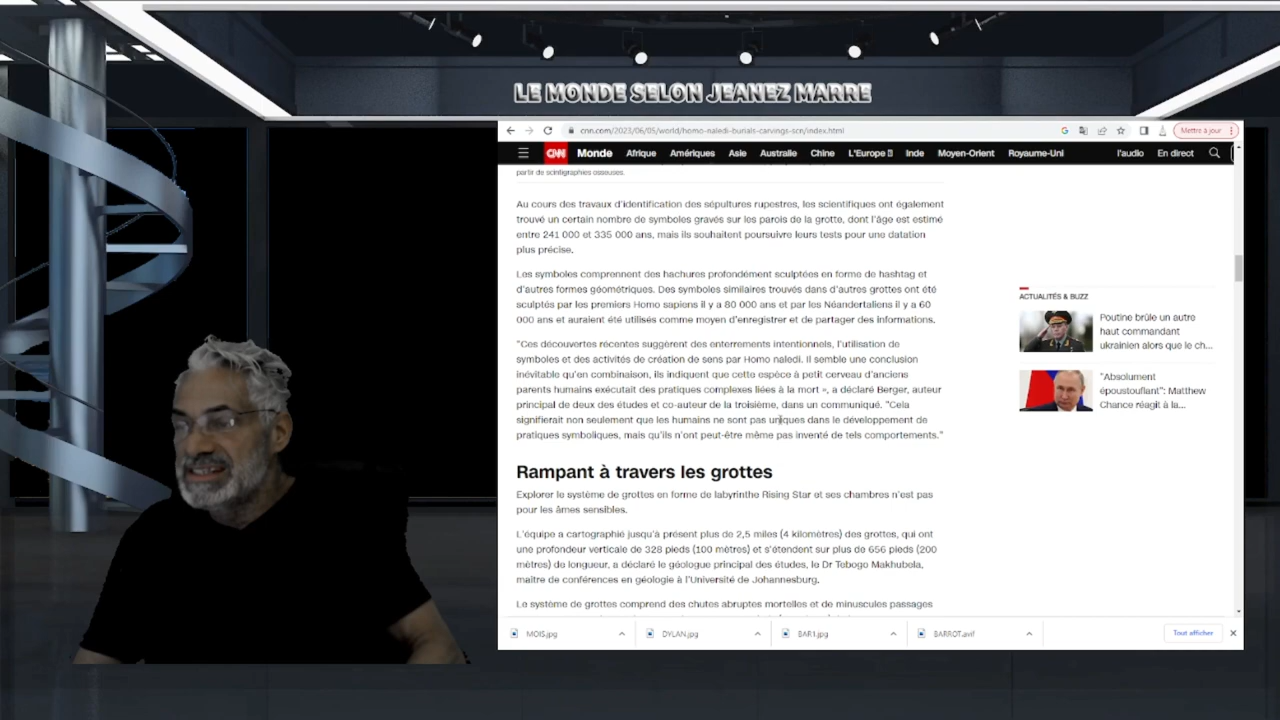 LE MONDE SELON JEANEZ MARRE
cnn.com/2023/06/05/world/homo-naledi-burials-carvings-scn/index.html
Mettre à jour
CNN Monde Afrique Amériques Asie Australie Chine L'Europe Inde Moyen-Orient Royaume-Uni l'audio En direct
partir de scintigraphies osseuses.
Au cours des travaux d'identification des sépultures rupestres, les scientifiques ont également
trouvé un certain nombre de symboles gravés sur les parois de la grotte, dont l'âge est estimé
entre 241 000 et 335 000 ans, mais ils souhaitent poursuivre leurs tests pour une datation
plus précise.
Les symboles comprennent des hachures profondément sculptées en forme de hashtag et
d'autres formes géométriques. Des symboles similaires trouvés dans d'autres grottes ont été
sculptés par les premiers Homo sapiens il y a 80 000 ans et par les Néandertaliens il y a 60
000 ans et auraient été utilisés comme moyen d'enregistrer et de partager des informations.
"Ces découvertes récentes suggèrent des enterrements intentionnels, l'utilisation de
symboles et des activités de création de sens par Homo naledi. Il semble une conclusion
inévitable qu'en combinaison, ils indiquent que cette espèce à petit cerveau d'anciens
parents humains exécutait des pratiques complexes liées à la mort », a déclaré Berger, auteur
principal de deux des études et co-auteur de la troisième, dans un communiqué. "Cela
signifierait non seulement que les humains ne sont pas uniques dans le développement de
pratiques symboliques, mais qu'ils n'ont peut-être même pas inventé de tels comportements."
Rampant à travers les grottes
Explorer le système de grottes en forme de labyrinthe Rising Star et ses chambres n'est pas
pour les âmes sensibles.
L'équipe a cartographié jusqu'à présent plus de 2,5 miles (4 kilomètres) des grottes, qui ont
une profondeur verticale de 328 pieds (100 mètres) et s'étendent sur plus de 656 pieds (200
mètres) de longueur, a déclaré le géologue principal des études, le Dr Tebogo Makhubela,
maître de conférences en géologie à l'Université de Johannesburg.
Le système de grottes comprend des chutes abruptes mortelles et de minuscules passages
ACTUALITÉS & BUZZ
Poutine brûle un autre
haut commandant
ukrainien alors que le ch...
"Absolument
époustouflant": Matthew
Chance réagit à la...
MOIS.jpg
DYLAN.jpg
BAR1.jpg
BARROT.avif
Tout afficher